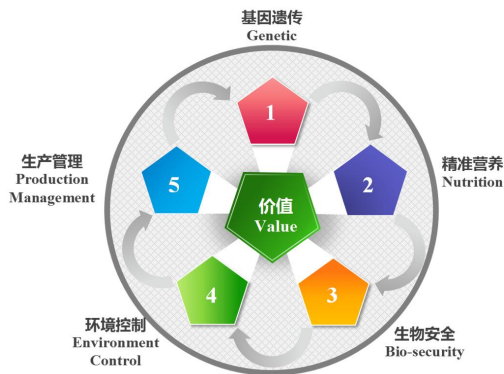 基因遗传
Genetic
1
精准营养
Nutrition
2
生物安全
Bio-security
3
环境控制
Environment
Control
4
生产管理
Production
Management
5
价值
Value